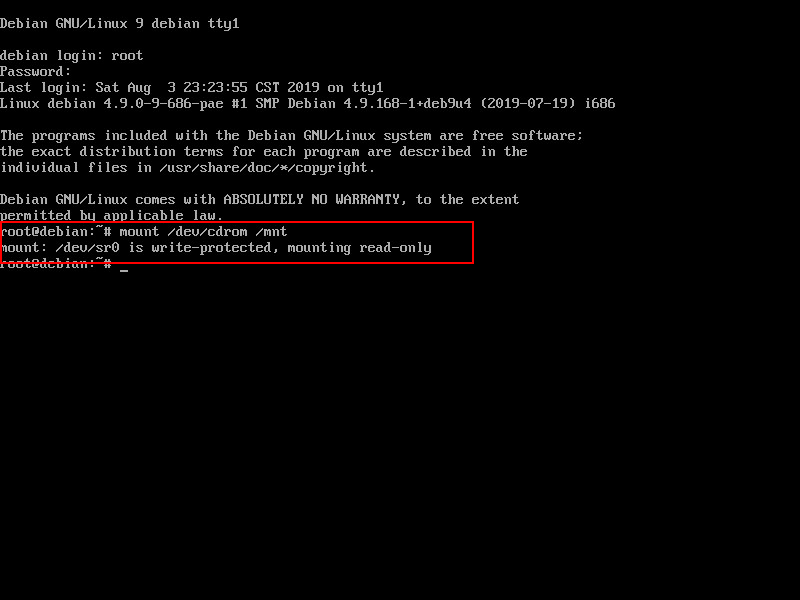 Debian GNU/Linux 9 debian tty1
debian login: root
Password:
Last login: Sat Aug  3 23:23:55 CST 2019 on tty1
Linux debian 4.9.0-9-686-pae #1 SMP Debian 4.9.168-1+deb9u4 (2019-07-19) i686
The programs included with the Debian GNU/Linux system are free software;
the exact distribution terms for each program are described in the
individual files in /usr/share/doc/*/copyright.
Debian GNU/Linux comes with ABSOLUTELY NO WARRANTY, to the extent
permitted by applicable law.
root@debian:~# mount /dev/cdrom /mnt
mount: /dev/sr0 is write-protected, mounting read-only
root@debian:~# _